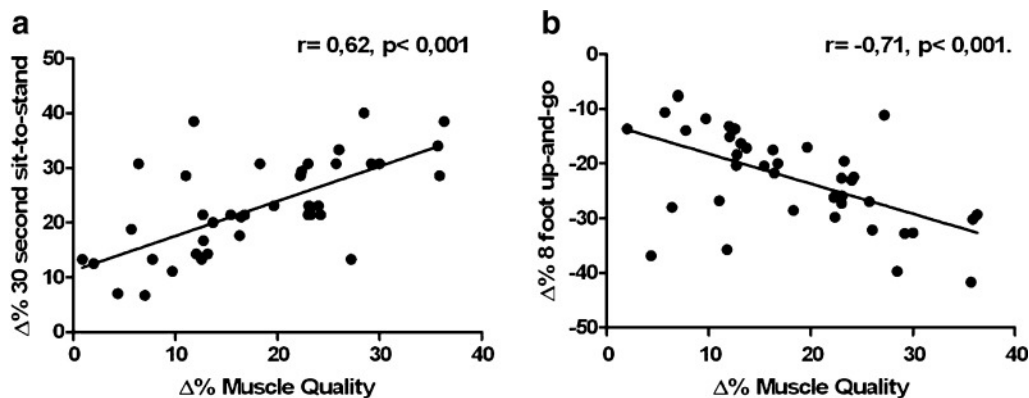 a
r= 0,62, p< 0,001
Δ% 30 second sit-to-stand
50
40
30
20
10
0
0 10 20 30 40
Δ% Muscle Quality
b
r= -0,71, p< 0,001.
Δ% 8 foot up-and-go
-0
-10
-20
-30
-40
-50
0 10 20 30 40
Δ% Muscle Quality